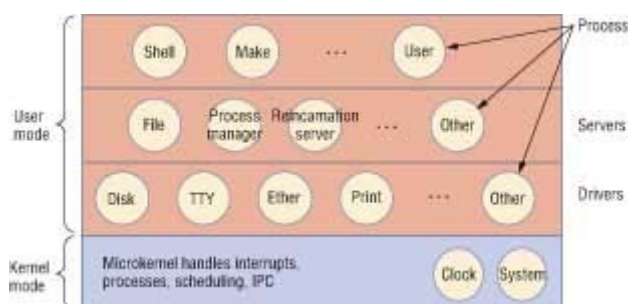 Shell
Make
...
User
Process
User
mode
File
Process
manager
Reincarnation
server
...
Other
Servers
Disk
TTY
Ether
Print
...
Other
Drivers
Kernel
mode
Microkernel handles interrupts,
processes, scheduling, IPC
Clock
System